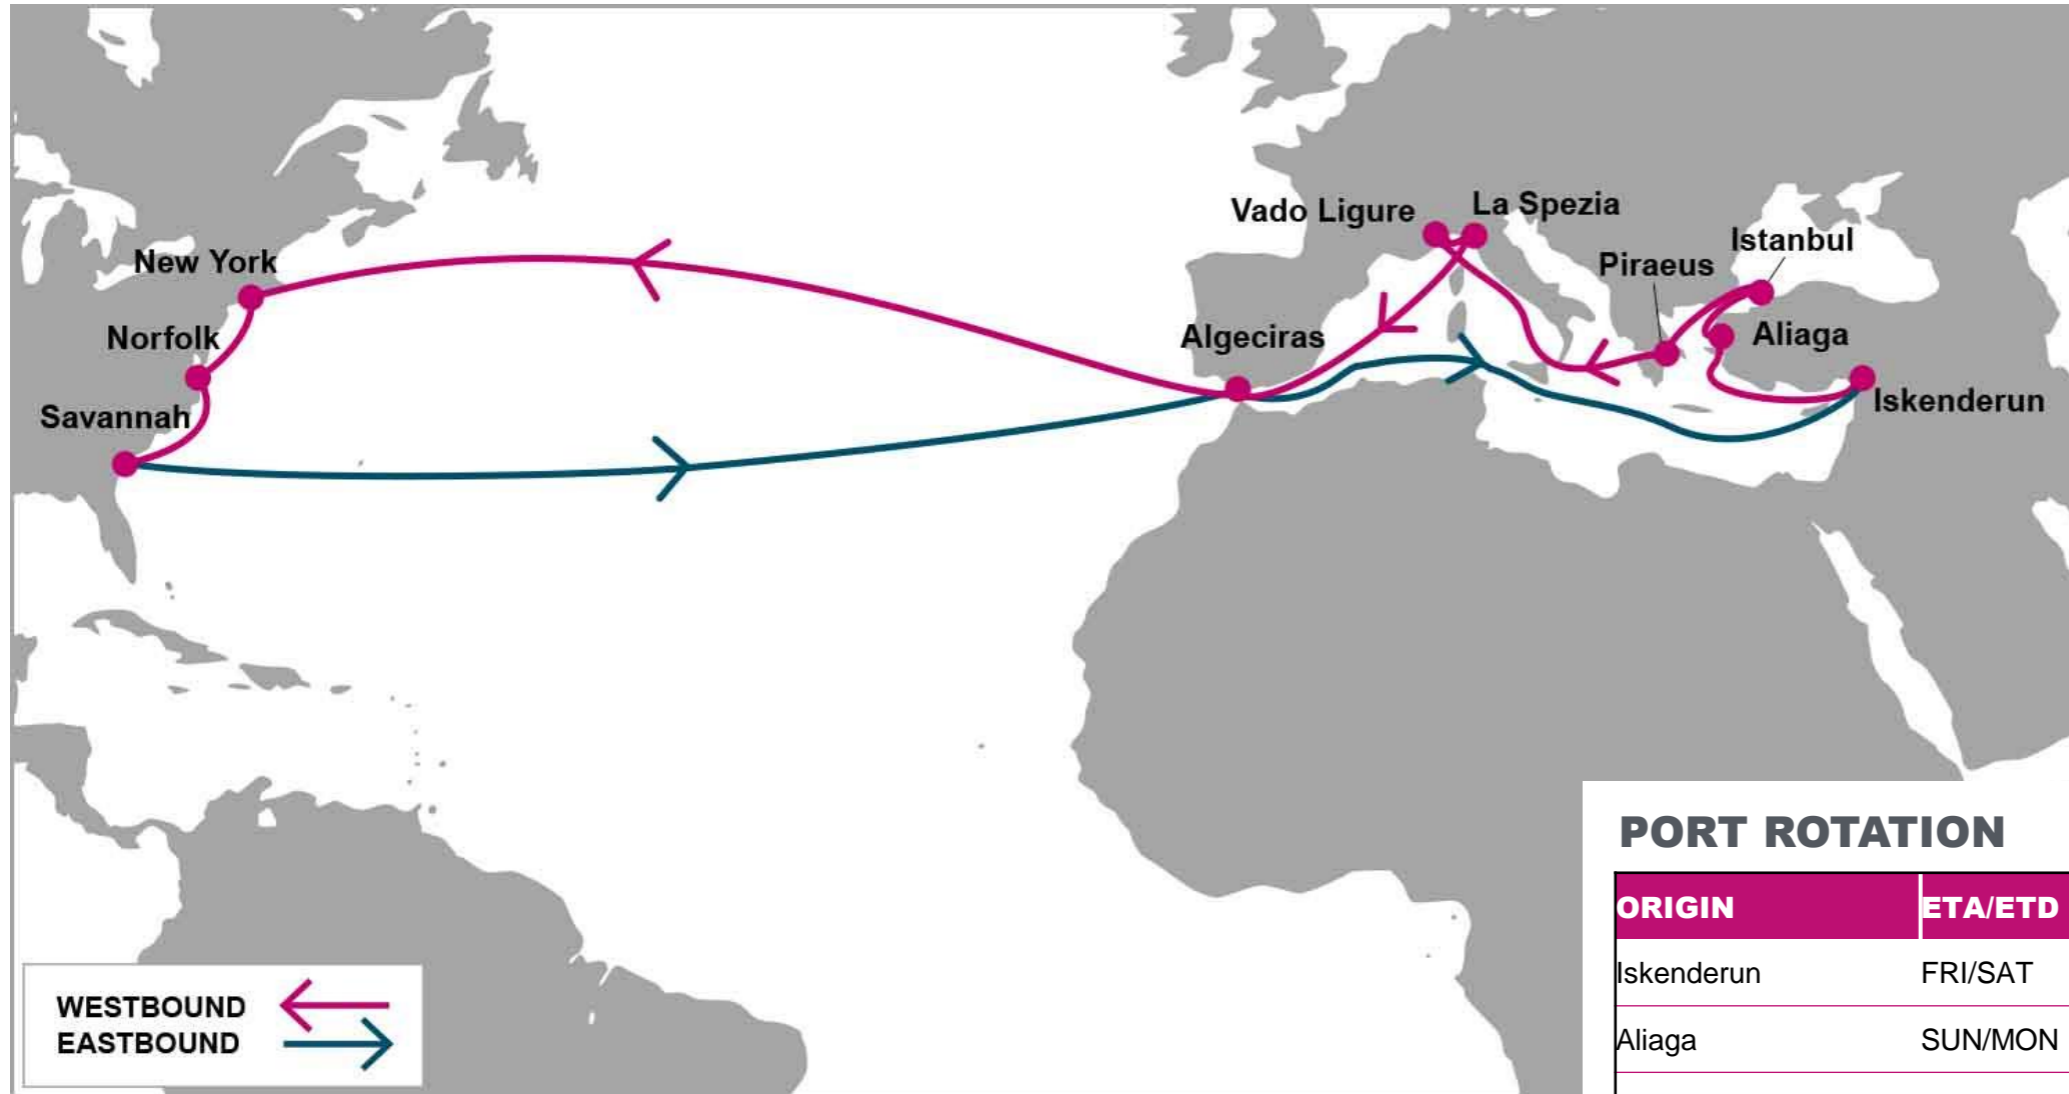 Vado Ligure
La Spezia
Istanbul
Piraeus
New York
Norfolk
Algeciras
Aliaga
Savannah
Iskenderun
PORT ROTATION
ORIGIN ETA/ETD
Iskenderun FRI/SAT
Aliaga SUN/MON
WESTBOUND
EASTBOUND